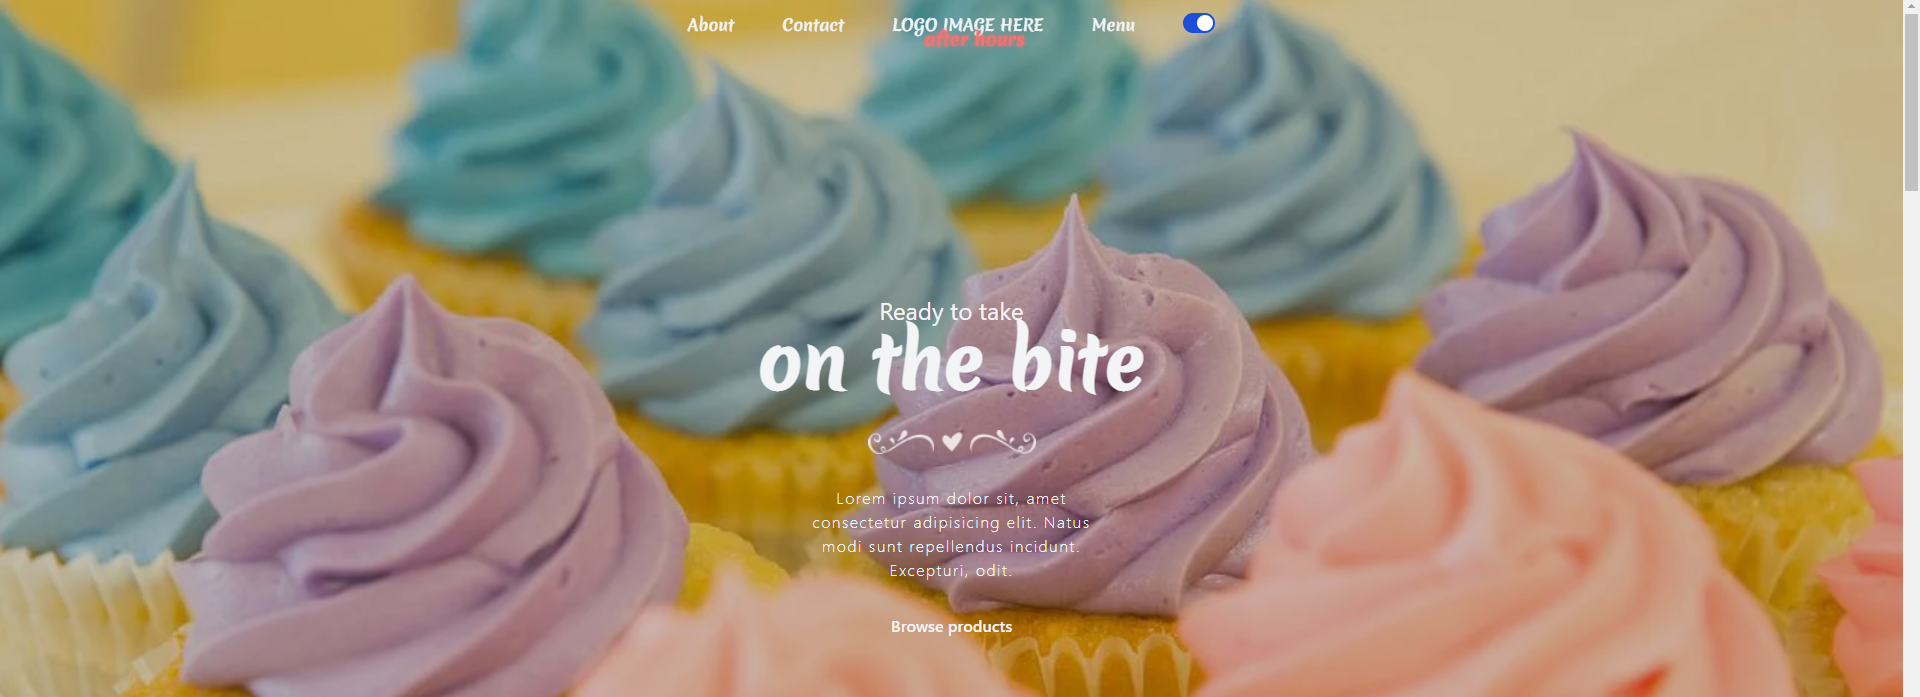 About Contact LOGO IMAGE HERE Menu
after hours
Ready to take
on the bite
Lorem ipsum dolor sit, amet
consectetur adipisicing elit. Natus
modi sunt repellendus incidunt.
Excepturi, odit.
Browse products